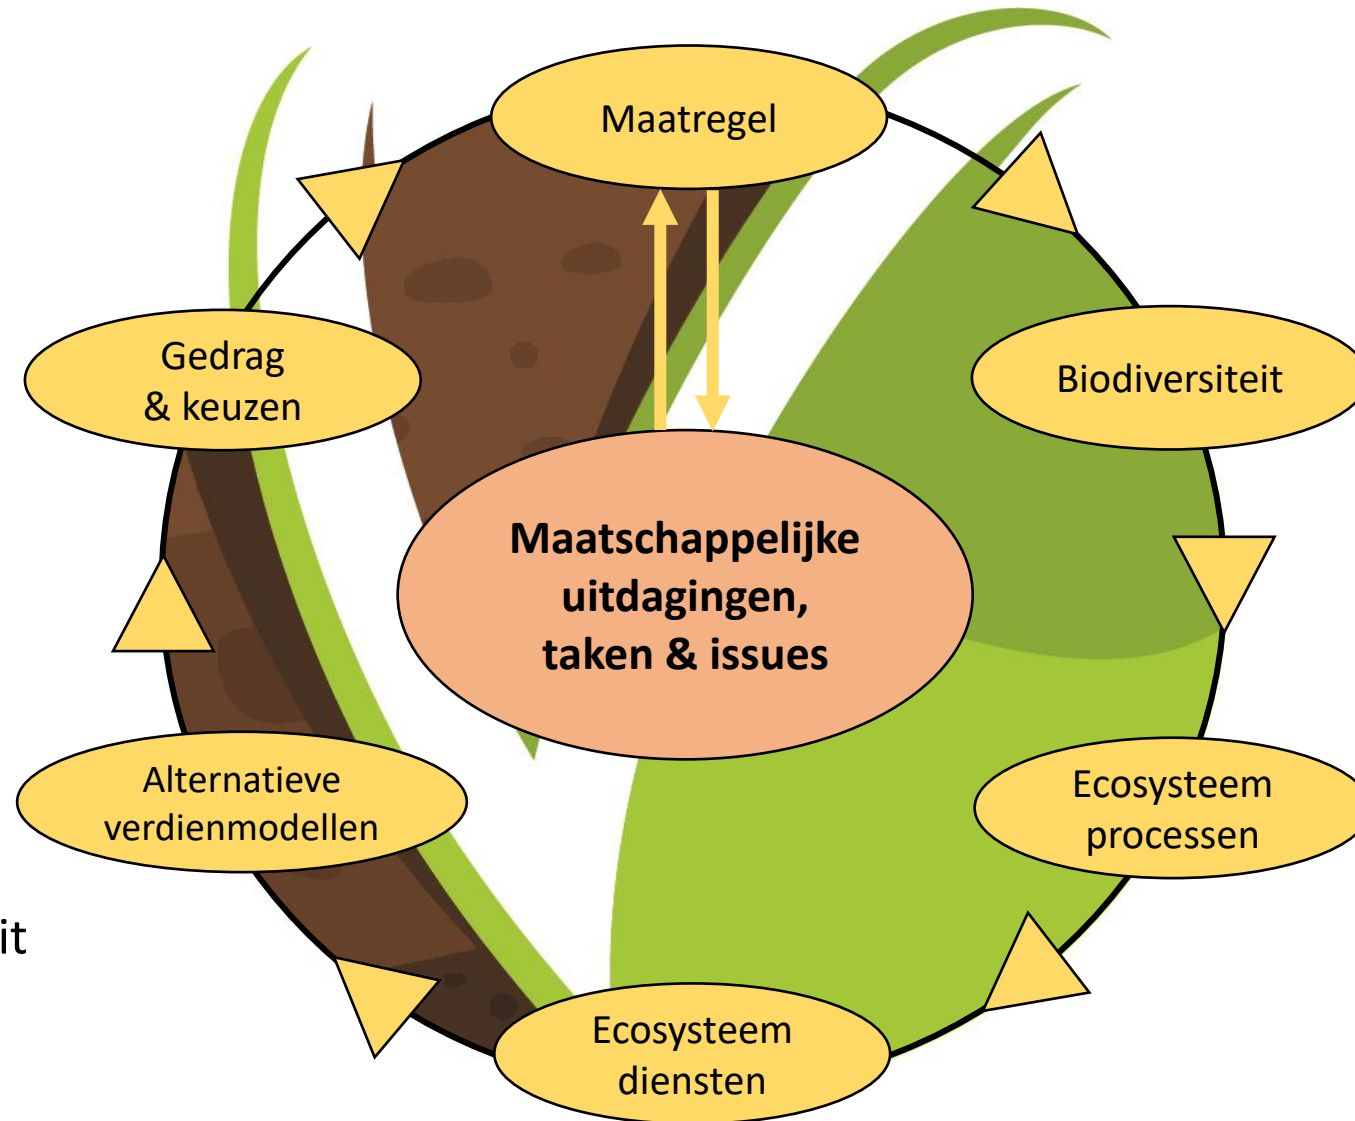 Maatregel
Gedrag
& keuzen
Biodiversiteit
Maatschappelijke
uitdagingen,
taken & issues
Alternatieve
verdienmodellen
Ecosysteem
processen
it
Ecosysteem
diensten